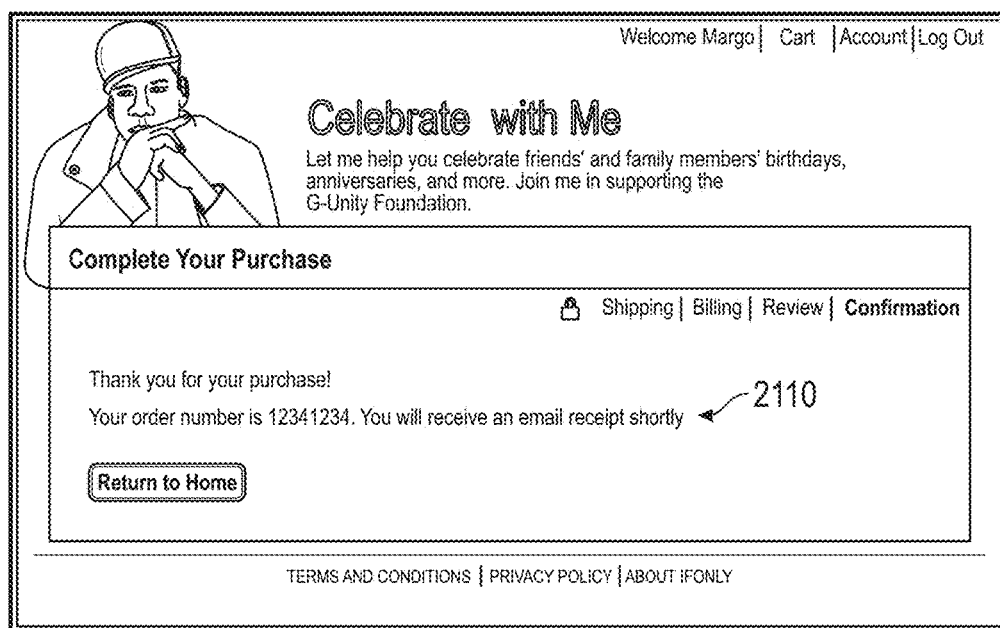 Welcome Margo | Cart | Account | Log Out
Celebrate with Me
Let me help you celebrate friends' and family members' birthdays,
anniversaries, and more. Join me in supporting the
G-Unity Foundation.
Complete Your Purchase
Shipping | Billing | Review | Confirmation
Thank you for your purchase!
2110
Your order number is 12341234. You will receive an email receipt shortly
Return to Home
TERMS AND CONDITIONS | PRIVACY POLICY | ABOUT IFONLY